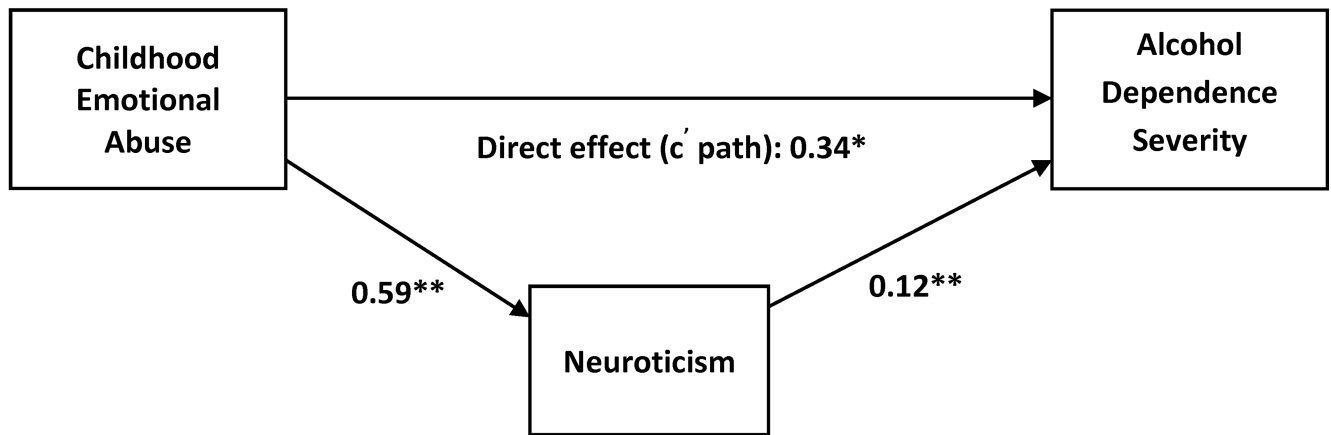 Childhood
Emotional
Abuse
Alcohol
Dependence
Severity
Direct effect (c’ path): 0.34*
0.59**
0.12**
Neuroticism